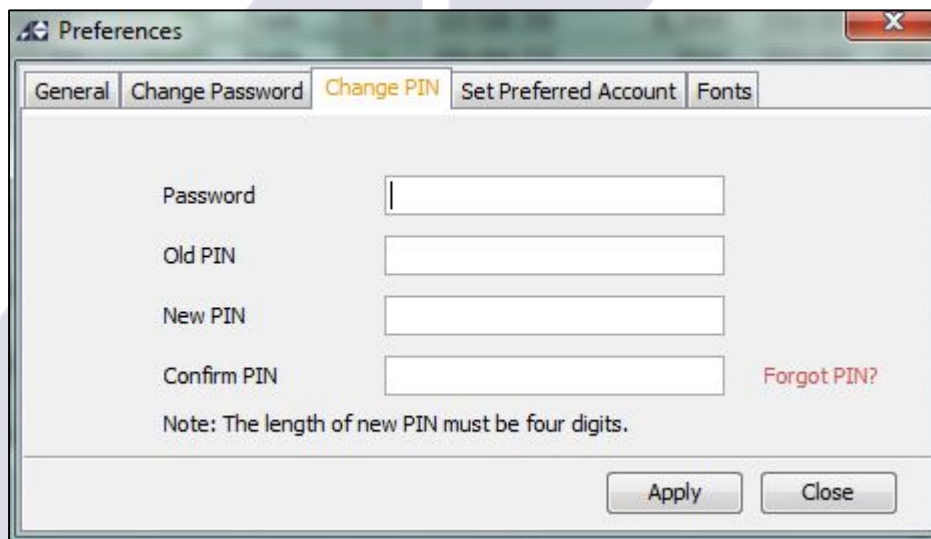 Preferences
General Change Password Change PIN Set Preferred Account Fonts
Password
Old PIN
New PIN
Confirm PIN Forgot PIN?
Note: The length of new PIN must be four digits.
Apply Close